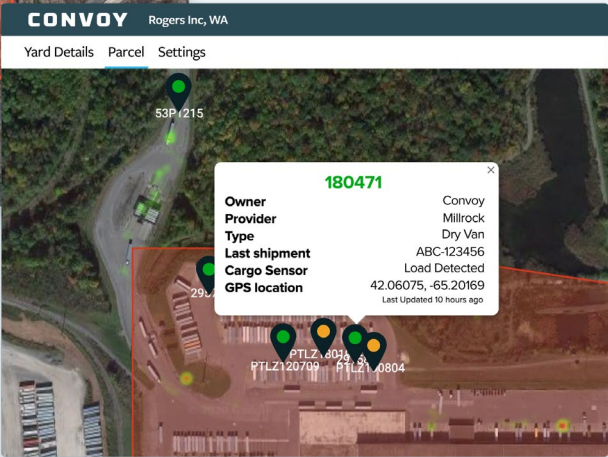 CONVOY Rogers Inc, WA
Yard Details Parcel Settings
180471
Owner Convoy
Provider Millrock
Type Dry Van
Last shipment ABC-123456
Cargo Sensor Load Detected
GPS location 42.06075, -65.20169
Last Updated 10 hours ago
PTLZ120709